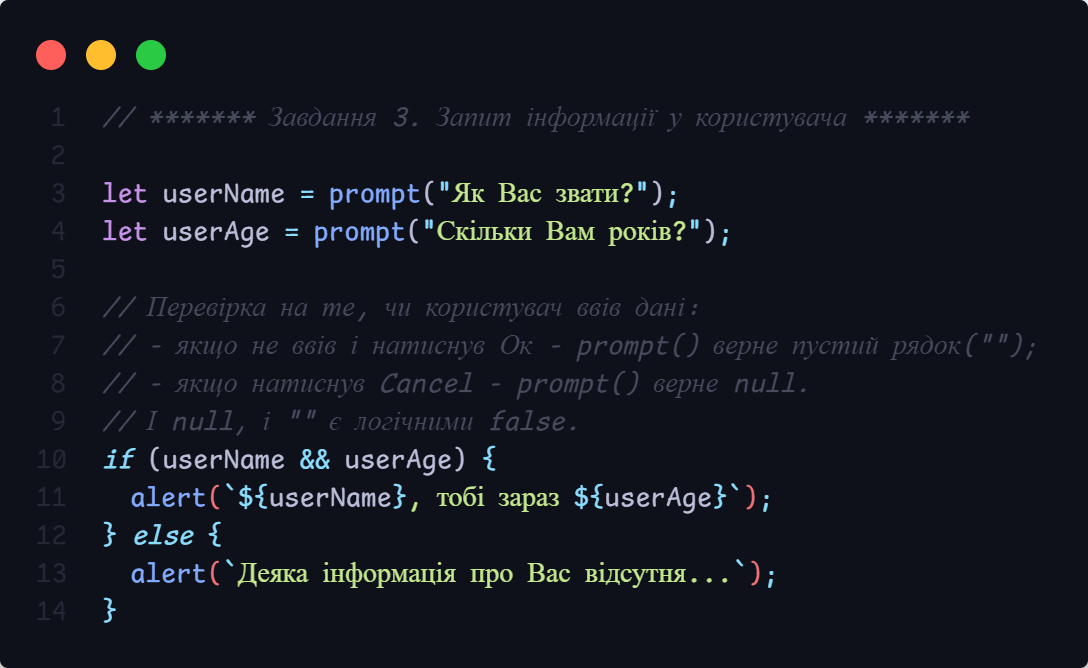 1 // ******* Завдання 3. Запит інформації у користувача *******
2
3 let userName = prompt("Як Вас звати?");
4 let userAge = prompt("Скільки Вам років?");
5
6 // Перевірка на те, чи користувач ввів дані:
7 // - якщо не ввів і натиснув Ок - prompt() верне пустий рядок("");
8 // - якщо натиснув Cancel - prompt() верне null.
9 // І null, і "" є логічними false.
10 if (userName && userAge) {
11   alert(`${userName}, тобі зараз ${userAge}`);
12 } else {
13   alert(`Деяка інформація про Вас відсутня...`);
14 }